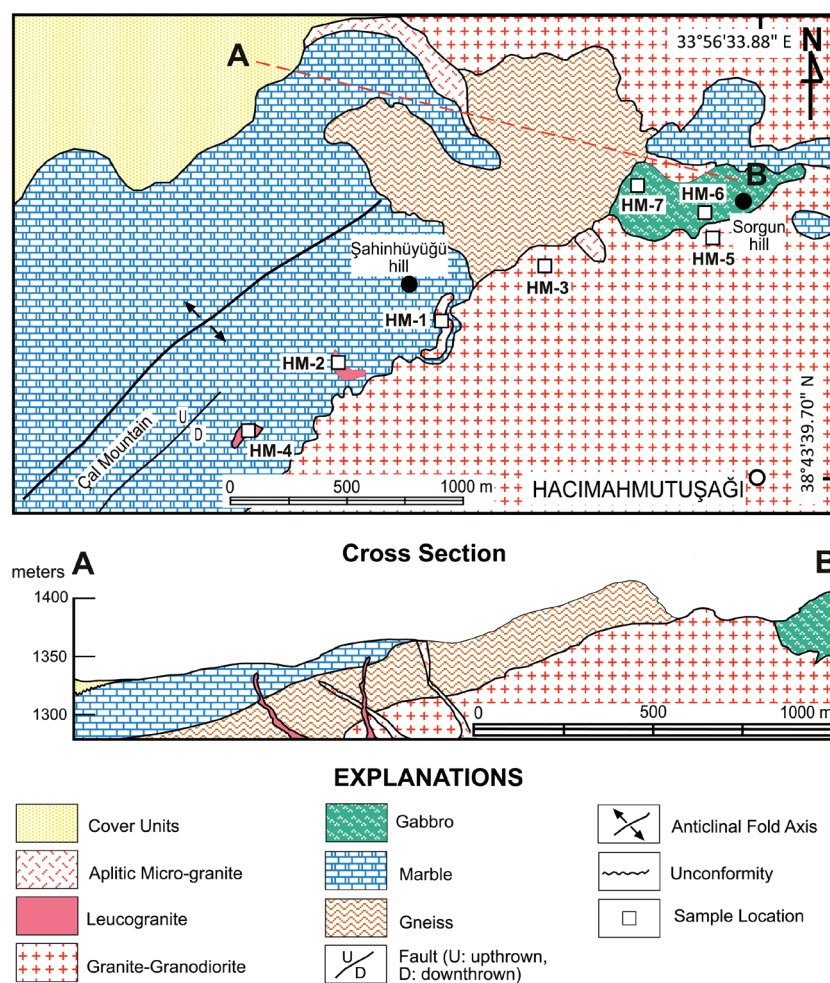 33°56'33.88" E
N
A
B
HM-6
HM-7
Sorgun
hill
HM-5
Şahinhüyüğü
hill
HM-3
HM-1
HM-2
U
D
Çal Mountain
HM-4
0 500 1000 m
HACIMAHMUTUŞAĞI
38°43'39.70" N
Cross Section
meters A B
1400
1350
1300
0 500 1000 m
EXPLANATIONS
Cover Units
Aplitic Micro-granite
Leucogranite
Granite-Granodiorite
Gabbro
Marble
Gneiss
U
D
Fault (U: upthrown,
D: downthrown)
Anticlinal Fold Axis
Unconformity
Sample Location